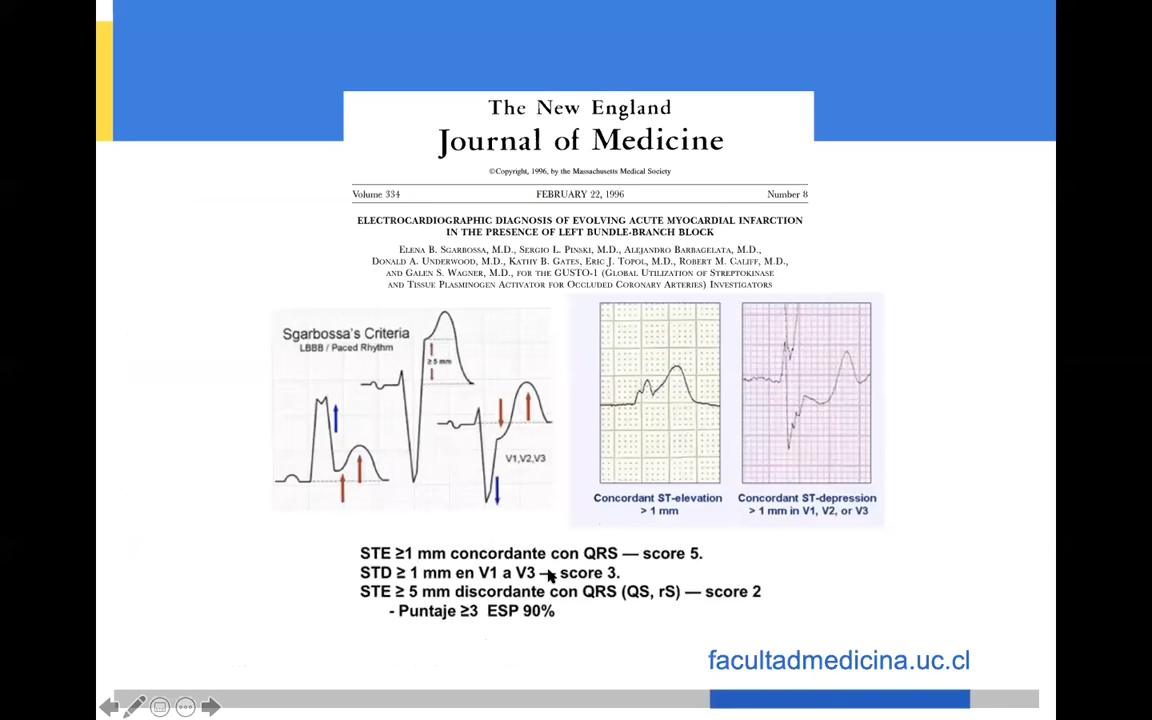 The New England
Journal of Medicine
©Copyright, 1996, by the Massachusetts Medical Society
Volume 334 FEBRUARY 22, 1996 Number 8
ELECTROCARDIOGRAPHIC DIAGNOSIS OF EVOLVING ACUTE MYOCARDIAL INFARCTION
IN THE PRESENCE OF LEFT BUNDLE-BRANCH BLOCK
ELENA B. SGARBOSSA, M.D., SERGIO L. PINSKI, M.D., ALEJANDRO BARBAGELATA, M.D.,
DONALD A. UNDERWOOD, M.D., KATHY B. GATES, ERIC J. TOPOL, M.D., ROBERT M. CALIFF, M.D.,
AND GALEN S. WAGNER, M.D., FOR THE GUSTO-1 (GLOBAL UTILIZATION OF STREPTOKINASE
AND TISSUE PLASMINOGEN ACTIVATOR FOR OCCLUDED CORONARY ARTERIES) INVESTIGATORS
Sgarbossa's Criteria
LBBB / Paced Rhythm
≥5 mm
V1,V2,V3
Concordant ST-elevation
> 1 mm
Concordant ST-depression
> 1 mm in V1, V2, or V3
STE ≥1 mm concordante con QRS — score 5.
STD ≥ 1 mm en V1 a V3 — score 3.
STE ≥ 5 mm discordante con QRS (QS, rS) — score 2
- Puntaje ≥3 ESP 90%
facultadmedicina.uc.cl